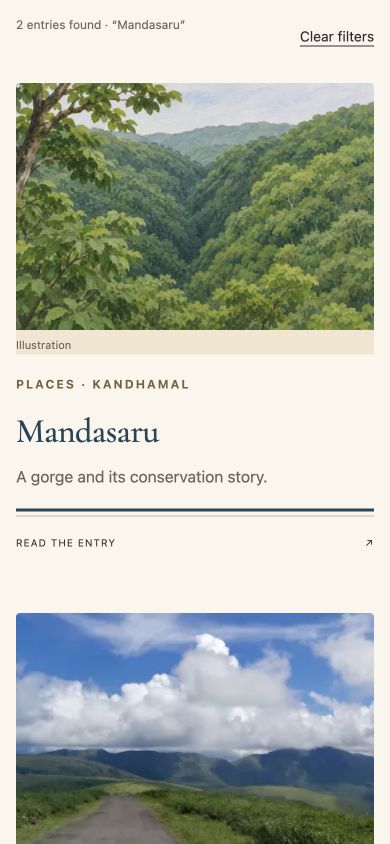 2 entries found · “Mandasaru”
Clear filters
Illustration
PLACES · KANDHAMAL
Mandasaru
A gorge and its conservation story.
READ THE ENTRY ↗